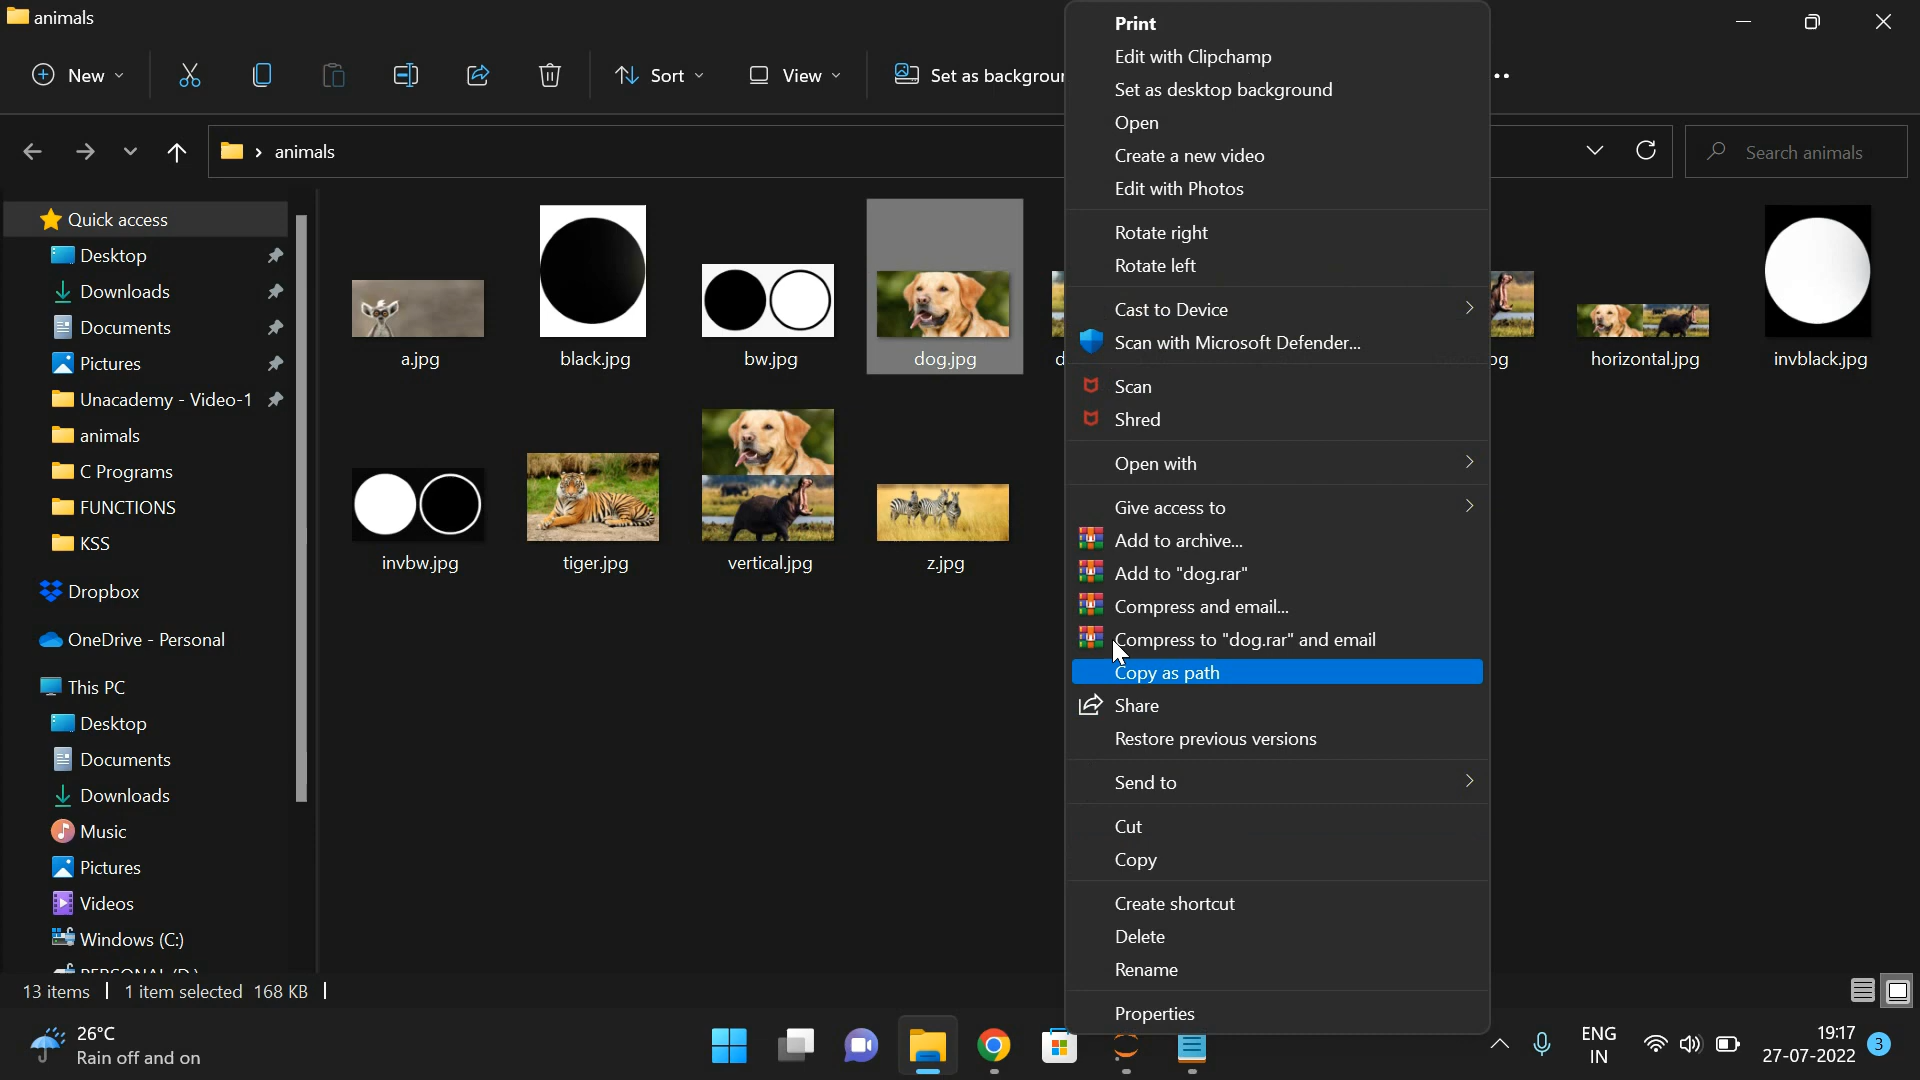 animals
New
Sort
View
Set as backgroun
animals
Search animals
Quick access
Desktop
Downloads
Documents
Pictures
Unacademy - Video-1
animals
C Programs
FUNCTIONS
KSS
Dropbox
OneDrive - Personal
This PC
Desktop
Documents
Downloads
Music
Pictures
Videos
Windows (C:)
PERSONAL (D:)
a.jpg
black.jpg
bw.jpg
dog.jpg
horizontal.jpg
invblack.jpg
invbw.jpg
tiger.jpg
vertical.jpg
z.jpg
Print
Edit with Clipchamp
Set as desktop background
Open
Create a new video
Edit with Photos
Rotate right
Rotate left
Cast to Device
Scan with Microsoft Defender...
Scan
Shred
Open with
Give access to
Add to archive...
Add to "dog.rar"
Compress and email...
Compress to "dog.rar" and email
Copy as path
Share
Restore previous versions
Send to
Cut
Copy
Create shortcut
Delete
Rename
Properties
13 items
1 item selected 168 KB
26°C
Rain off and on
ENG
IN
19:17
27-07-2022
3